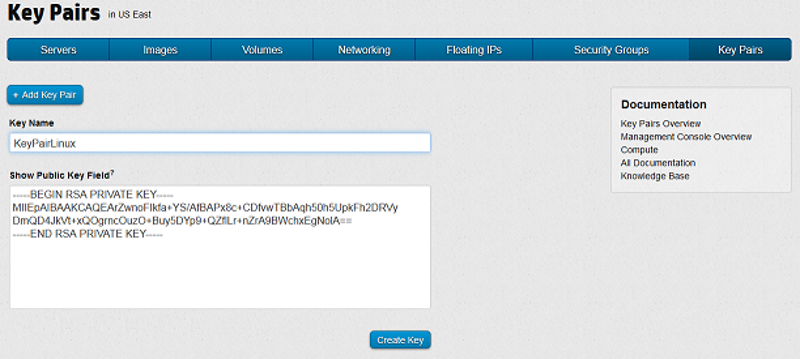 Key Pairs in US East
Servers Images Volumes Networking Floating IPs Security Groups Key Pairs
+ Add Key Pair
Key Name
KeyPairLinux
Show Public Key Field?
-----BEGIN RSA PRIVATE KEY-----
MIIEpAIBAAKCAQEArZwnoFIkfa+YS/AfBAPx8c+CDfvwTBbAqh50h5UpkFh2DRVy
DmQD4JkVt+xQOgrncOuzO+Buy5DYp9+QZflLr+nZrA9BWchxEgNolA==
-----END RSA PRIVATE KEY-----
Create Key
Documentation
Key Pairs Overview
Management Console Overview
Compute
All Documentation
Knowledge Base